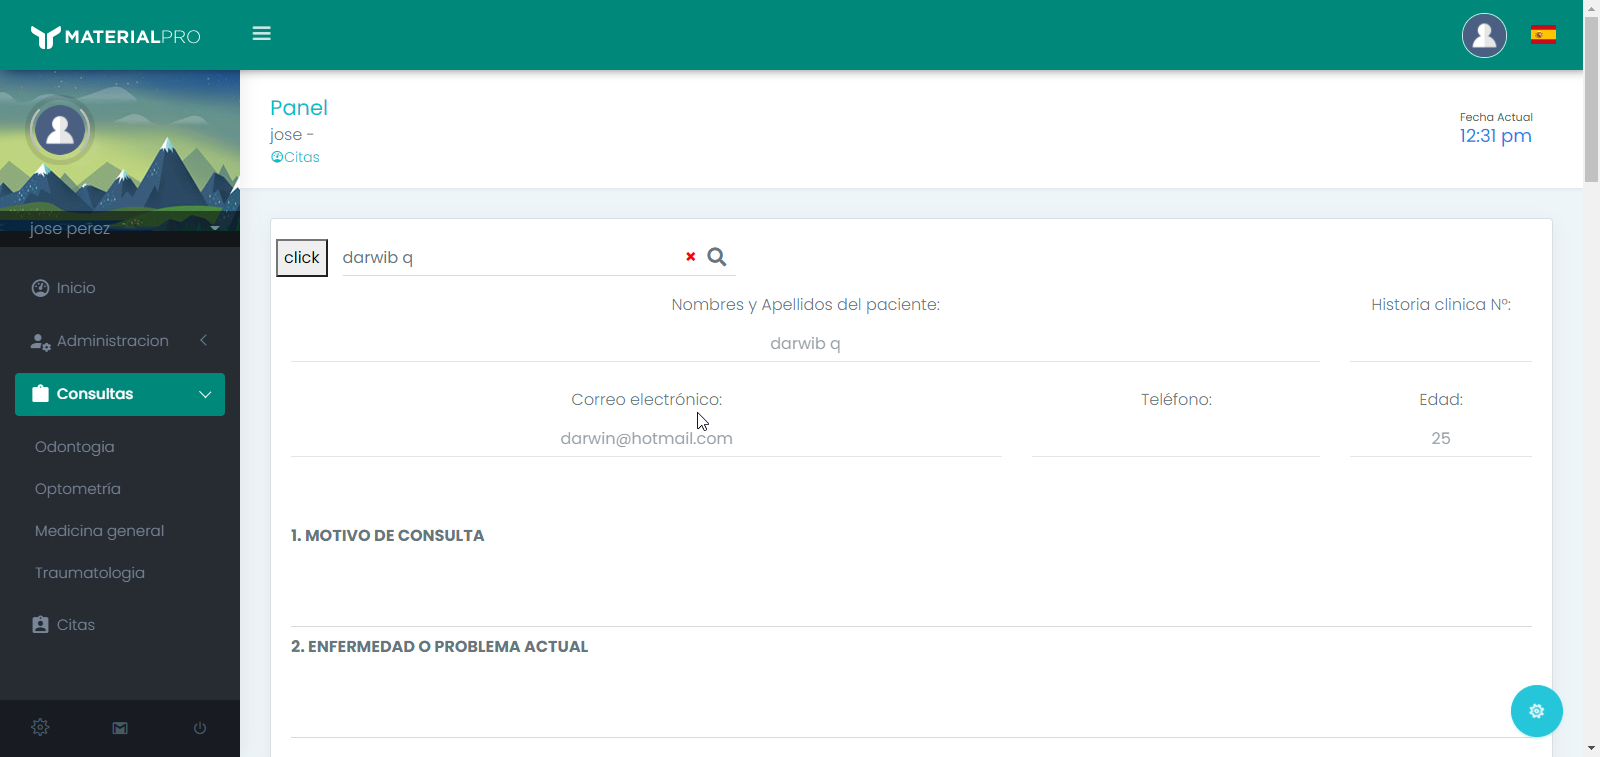 MATERIALPRO
Panel
jose -
Citas
Fecha Actual
12:31 pm
jose perez
Inicio
Administracion
Consultas
Odontogia
Optometría
Medicina general
Traumatologia
Citas
click
darwib q
Nombres y Apellidos del paciente:
Historia clinica Nº:
darwib q
Correo electrónico:
Teléfono:
Edad:
darwin@hotmail.com
25
1. MOTIVO DE CONSULTA
2. ENFERMEDAD O PROBLEMA ACTUAL